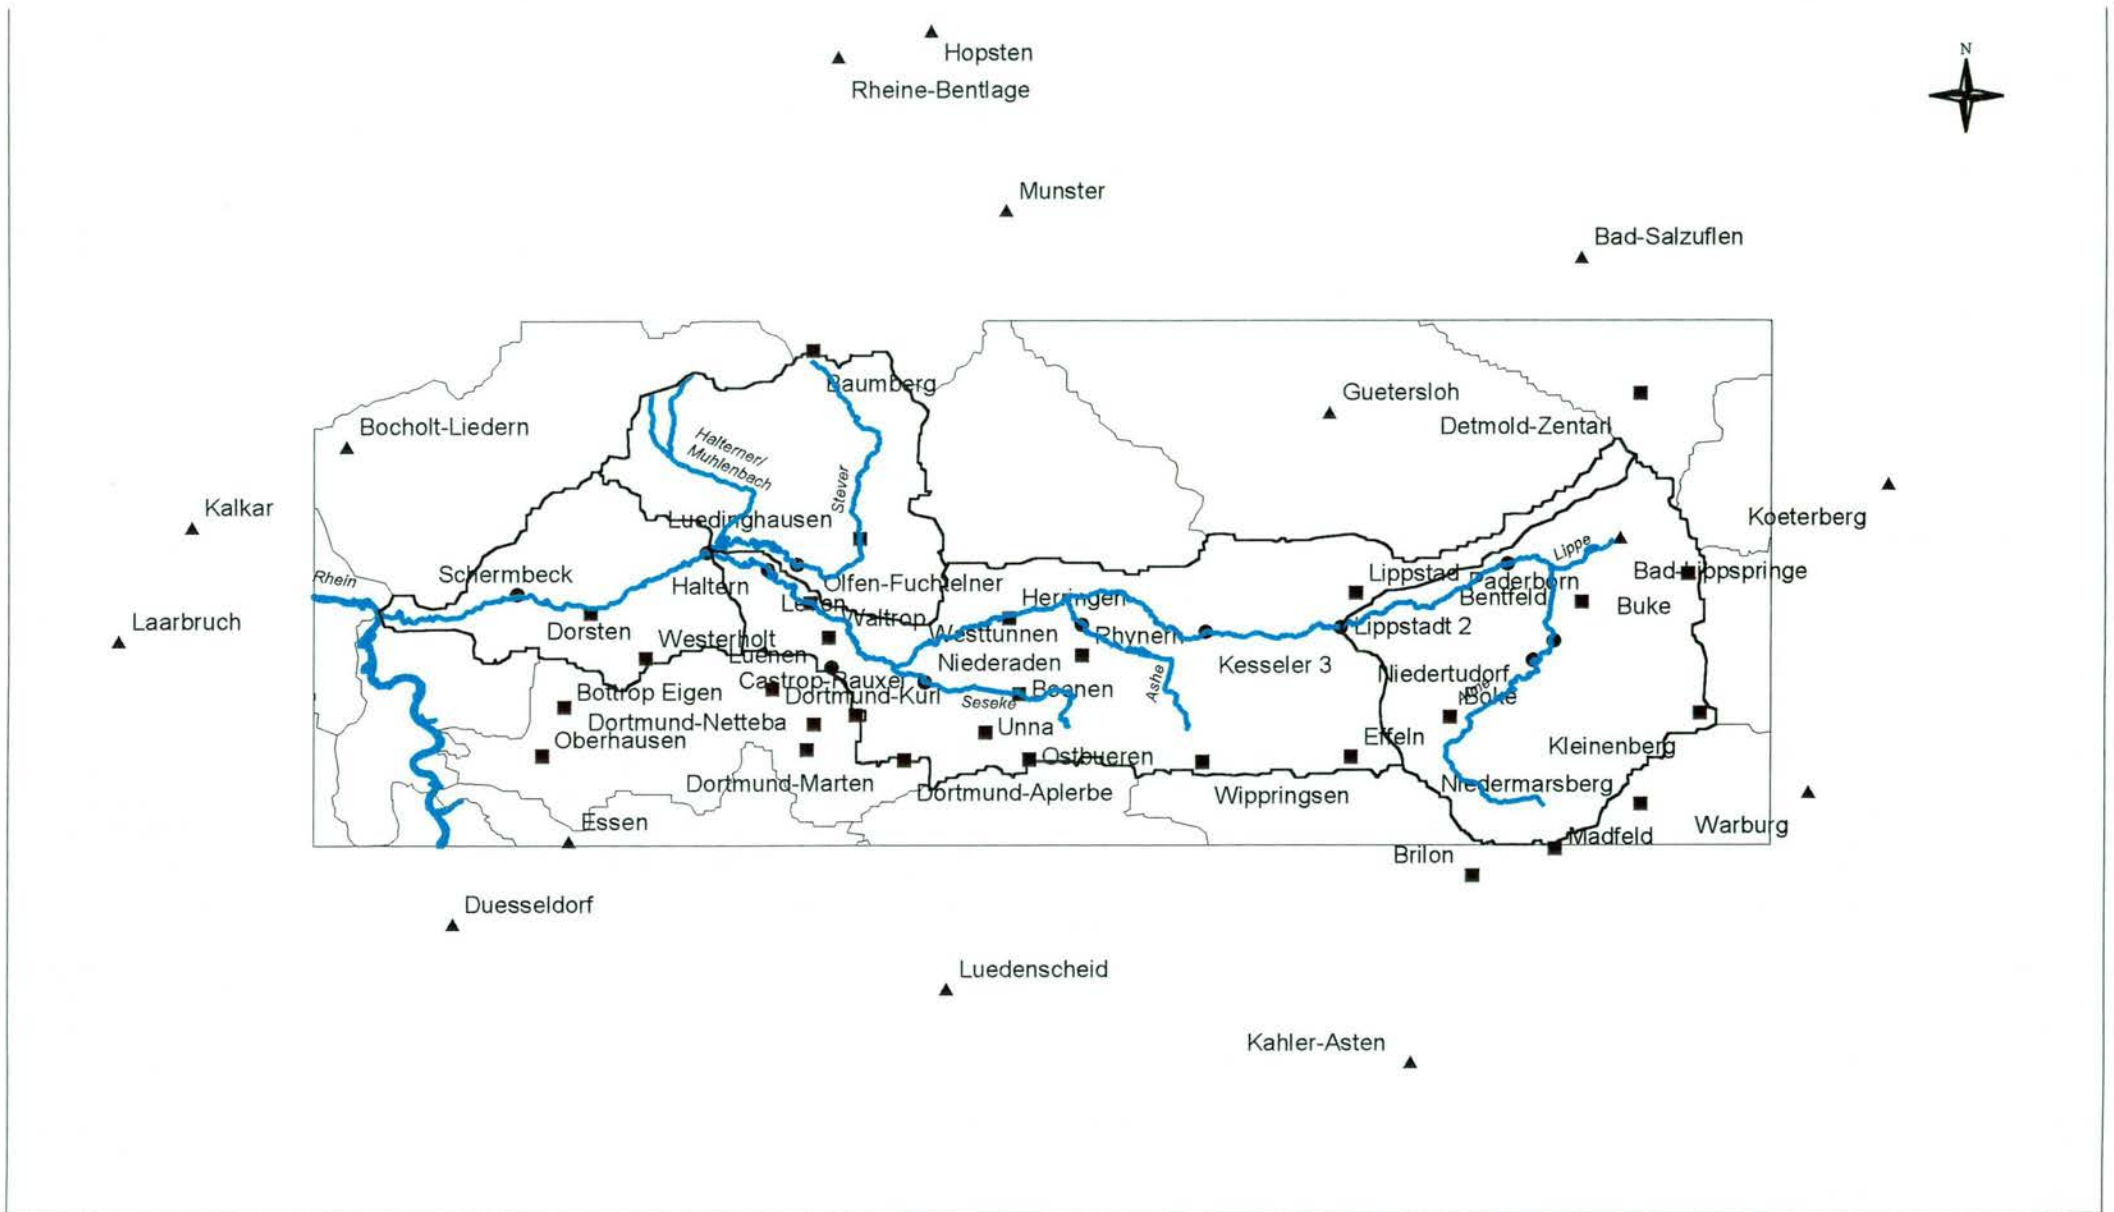 Hopsten
N
Rheine-Bentlage
Munster
Bad-Salzuflen
Baumberg
Guetersloh
Bocholt-Liedern
Detmold-Zentarl
Halterner/
Muhlenbach
Stever
Kalkar
Koeterberg
Luedinghausen
Lippe
Rhein
Schermbeck
Haltern
Olfen-Fuchtelner
Lippstad
Paderborn
Bad-Lippspringe
Herringen
Bentfeld
Buke
Laarbruch
Dorsten
Waltrop
Westtunnen
Rhynern
Lippstadt 2
Westerholt
Luenen
Niederaden
Kesseler 3
Castrop-Rauxel
Niedertudorf
Ashe
Bottrop Eigen
Dortmund-Kurl
Boenen
Seseke
Alme
Boke
Dortmund-Netteba
Unna
Oberhausen
Effeln
Ostbueren
Kleinenberg
Dortmund-Marten
Dortmund-Aplerbe
Wippringsen
Niedermarsberg
Essen
Madfeld
Warburg
Brilon
Duesseldorf
Luedenscheid
Kahler-Asten